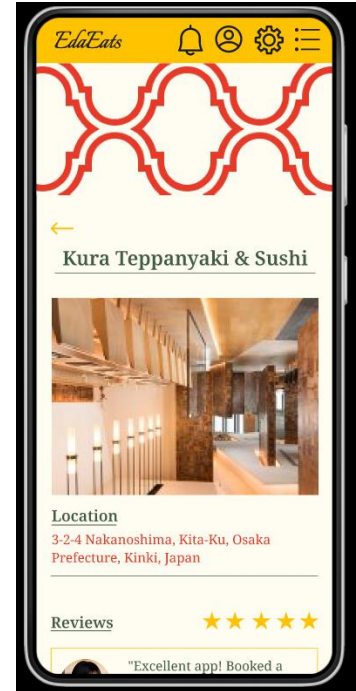 EdaEats
Kura Teppanyaki & Sushi
Location
3-2-4 Nakanoshima, Kita-Ku, Osaka
Prefecture, Kinki, Japan
Reviews
"Excellent app! Booked a